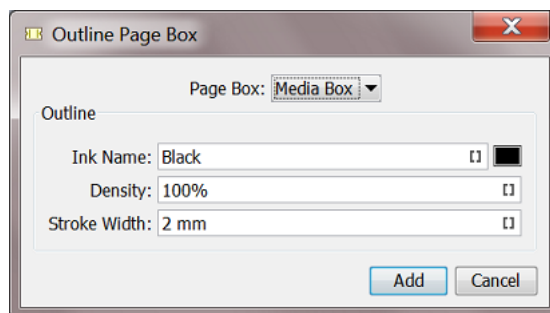 Outline Page Box
Page Box: Media Box
Outline
Ink Name: Black []
Density: 100% []
Stroke Width: 2 mm []
Add Cancel